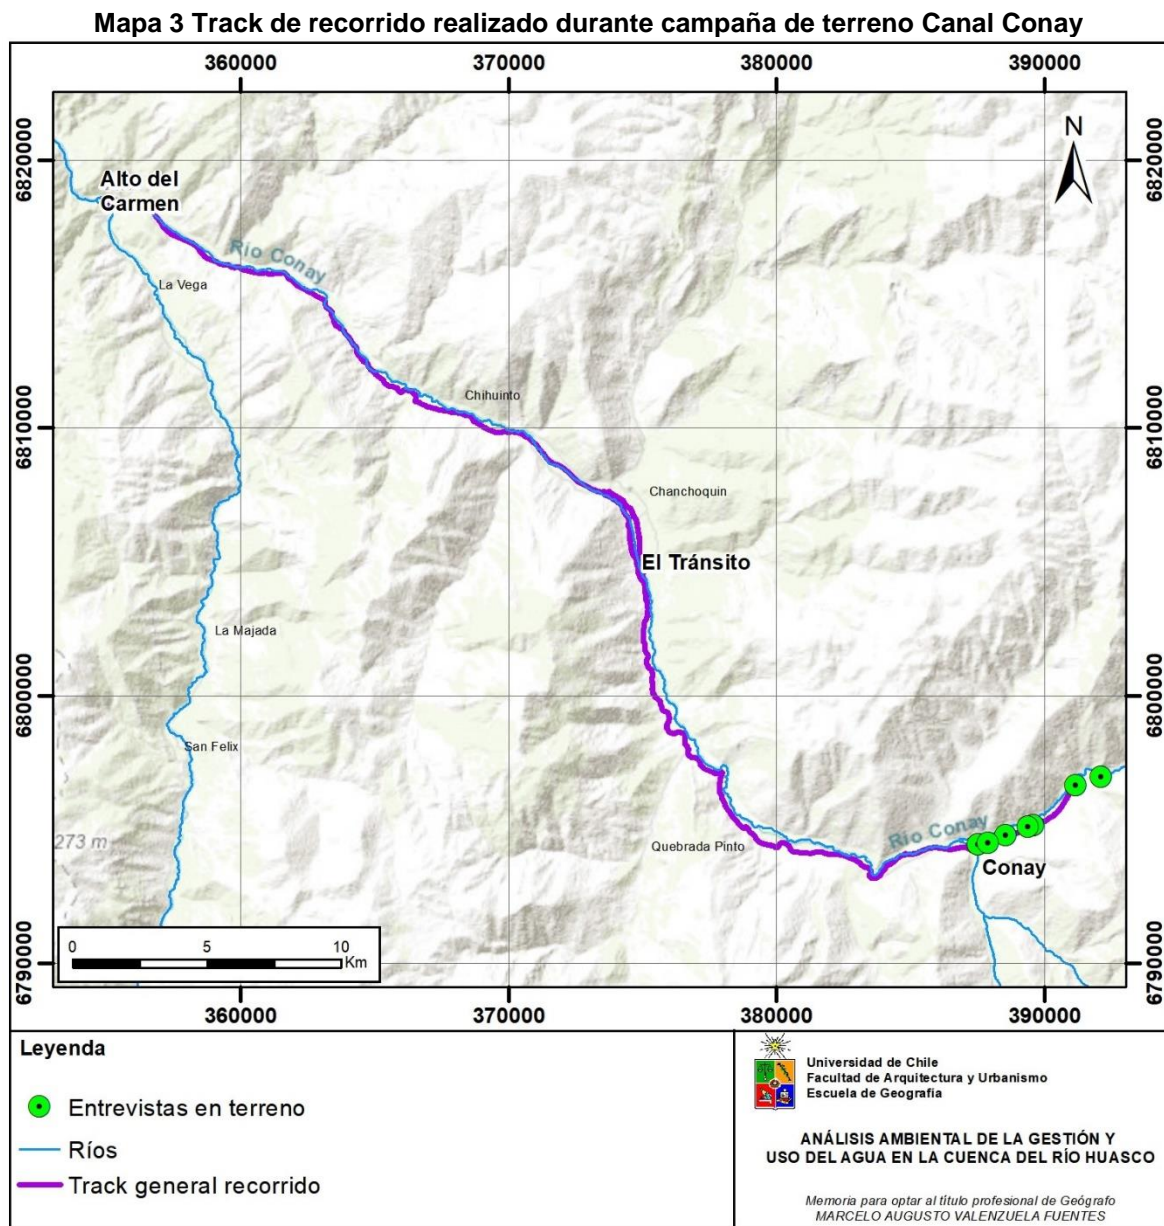 Mapa 3 Track de recorrido realizado durante campaña de terreno Canal Conay
360000 370000 380000 390000
6820000 6820000
N
Alto del
Carmen
Río Conay
La Vega
Chihuinto
6810000 6810000
Chanchoquin
El Tránsito
La Majada
6800000 6800000
San Felix
273 m
Quebrada Pinto
Río Conay
Conay
0 5 10
Km
6790000 6790000
360000 370000 380000 390000
Leyenda
Entrevistas en terreno
Ríos
Track general recorrido
Universidad de Chile
Facultad de Arquitectura y Urbanismo
Escuela de Geografía
ANÁLISIS AMBIENTAL DE LA GESTIÓN Y
USO DEL AGUA EN LA CUENCA DEL RÍO HUASCO
Memoria para optar al título profesional de Geógrafo
MARCELO AUGUSTO VALENZUELA FUENTES